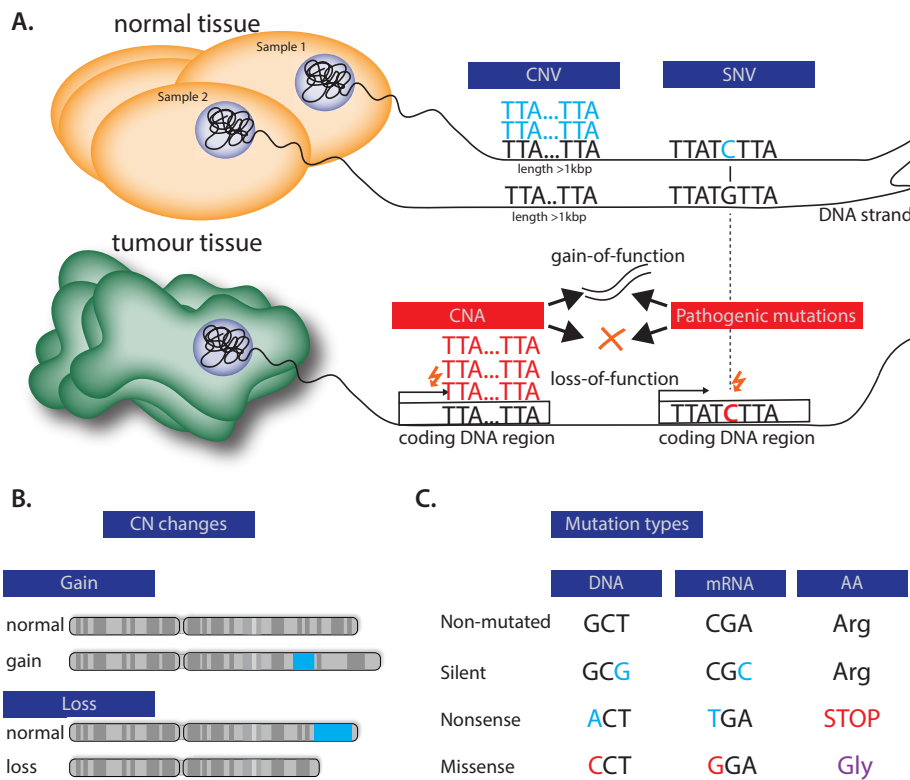 A.
normal tissue
Sample 1
Sample 2
CNV
SNV
TTA...TTA
TTA...TTA
TTA...TTA
length >1kbp
TTATCTTA
TTA..TTA
length >1kbp
TTATGTTA
DNA strand
tumour tissue
gain-of-function
CNA
Pathogenic mutations
TTA...TTA
TTA...TTA
TTA...TTA
loss-of-function
TTA...TTA
coding DNA region
TTATCTTA
coding DNA region
B.
CN changes
Gain
normal
gain
Loss
normal
loss
C.
Mutation types
DNA mRNA AA
Non-mutated GCT CGA Arg
Silent GCG CGC Arg
Nonsense ACT TGA STOP
Missense CCT GGA Gly